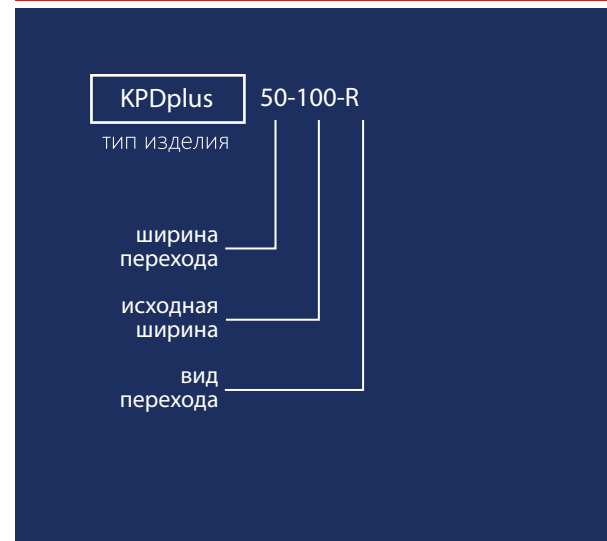 KPDplus 50-100-R
тип изделия
ширина
перехода
исходная
ширина
вид
перехода